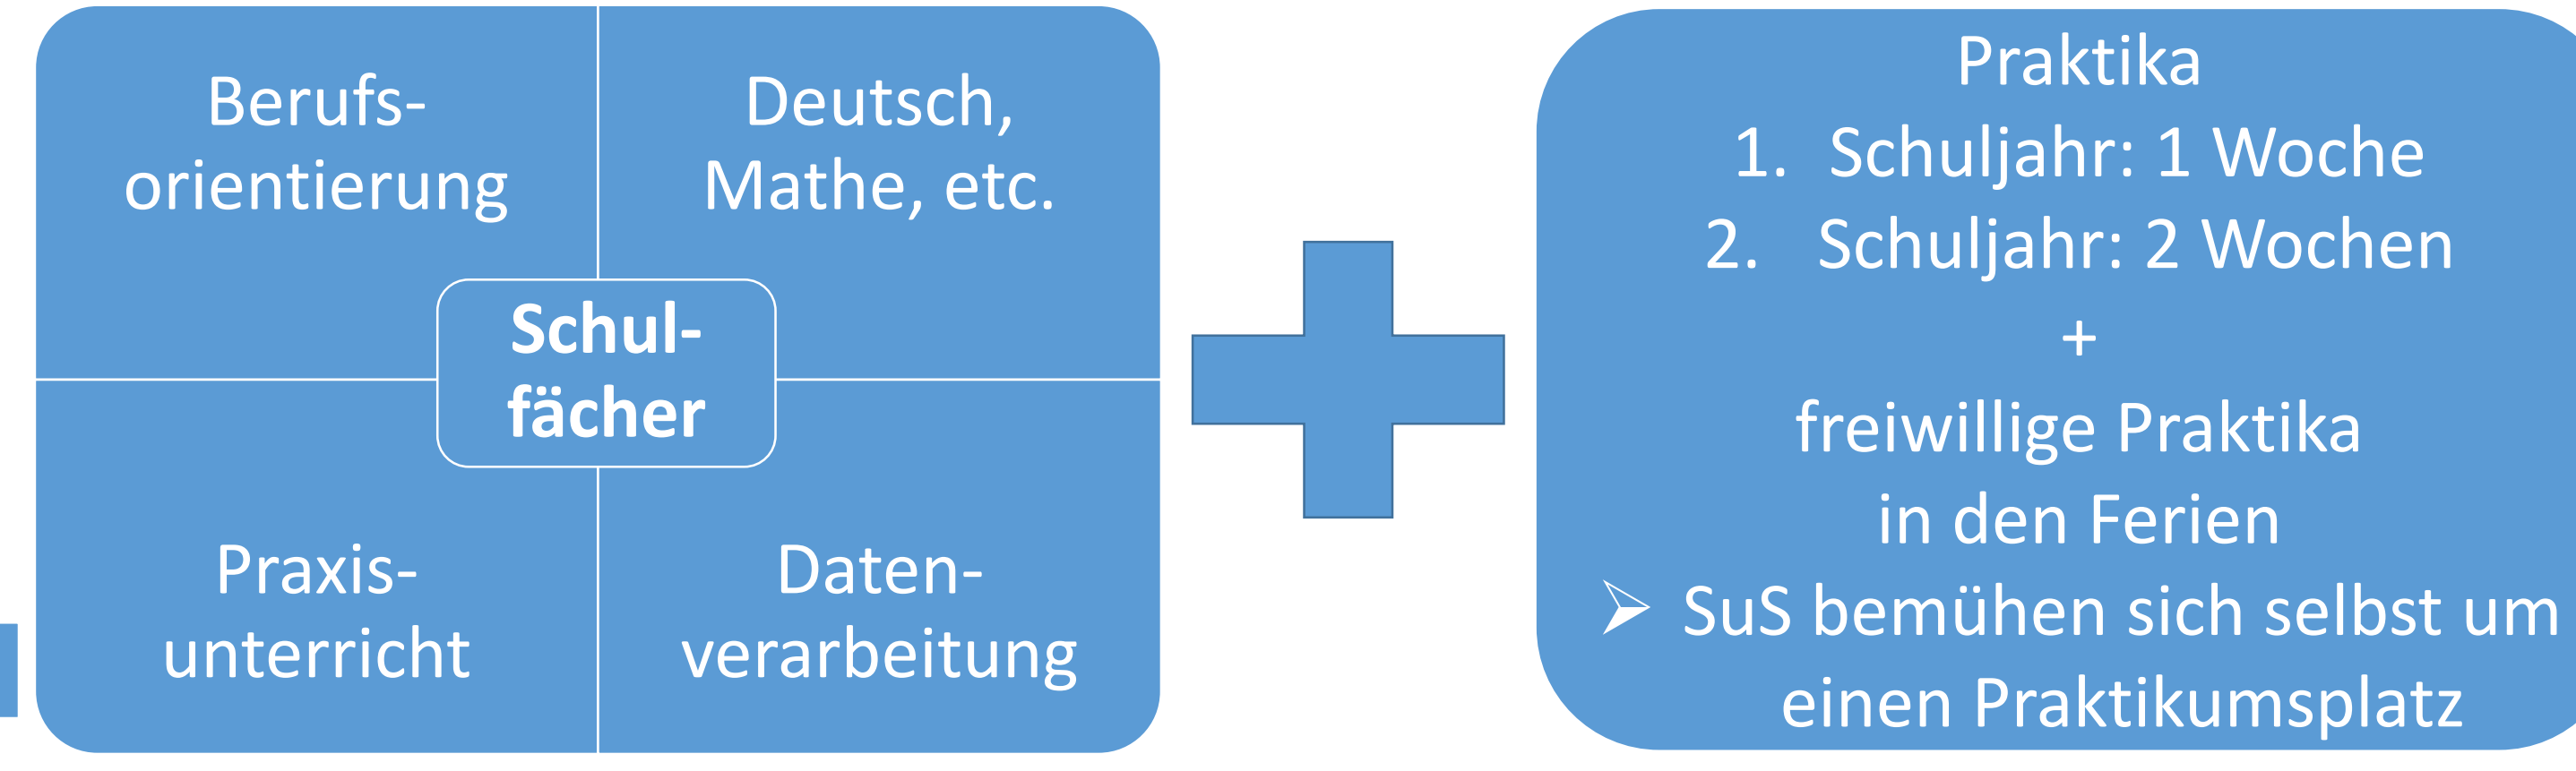 Berufs-
orientierung
Deutsch,
Mathe, etc.
Schul-
fächer
Praxis-
unterricht
Daten-
verarbeitung
Praktika
1. Schuljahr: 1 Woche
2. Schuljahr: 2 Wochen
+
freiwillige Praktika
in den Ferien
SuS bemühen sich selbst um
einen Praktikumsplatz